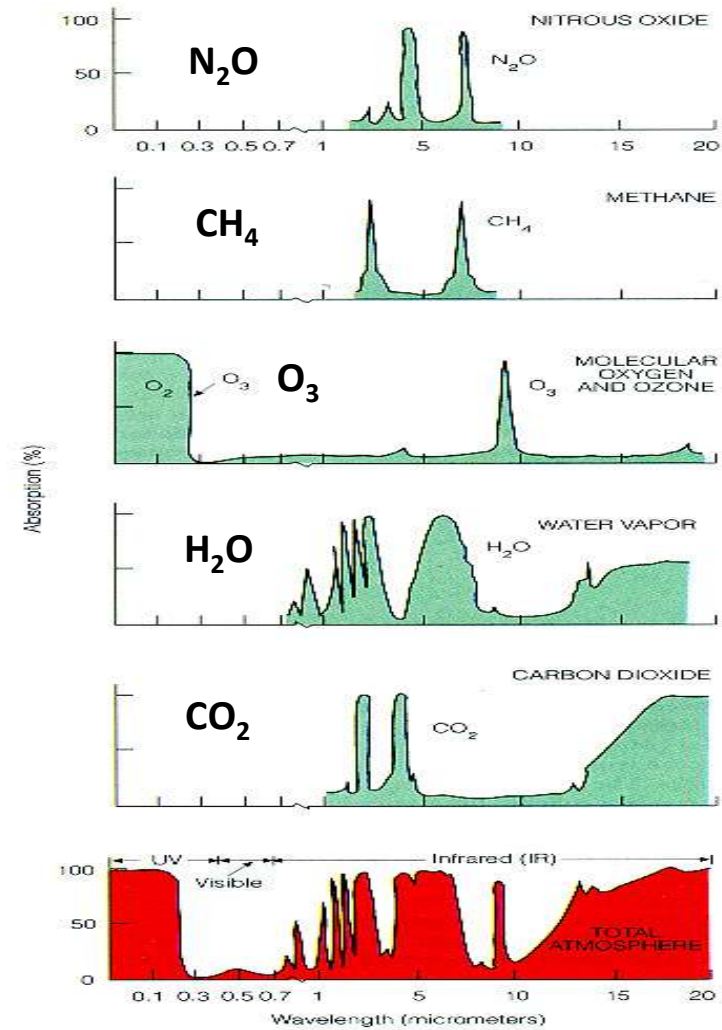 100
NITROUS OXIDE
N₂O
N₂O
50
0
0.1 0.3 0.5 0.7 1 5 10 15 20
METHANE
CH₄
CH₄
MOLECULAR
OXYGEN
AND OZONE
O₂
O₃
O₃
O₃
Absorption (%)
WATER VAPOR
H₂O
H₂O
CARBON DIOXIDE
CO₂
CO₂
UV
Visible
Infrared (IR)
100
50
TOTAL
ATMOSPHERE
0
0.1 0.3 0.5 0.7 1 5 10 15 20
Wavelength (micrometers)